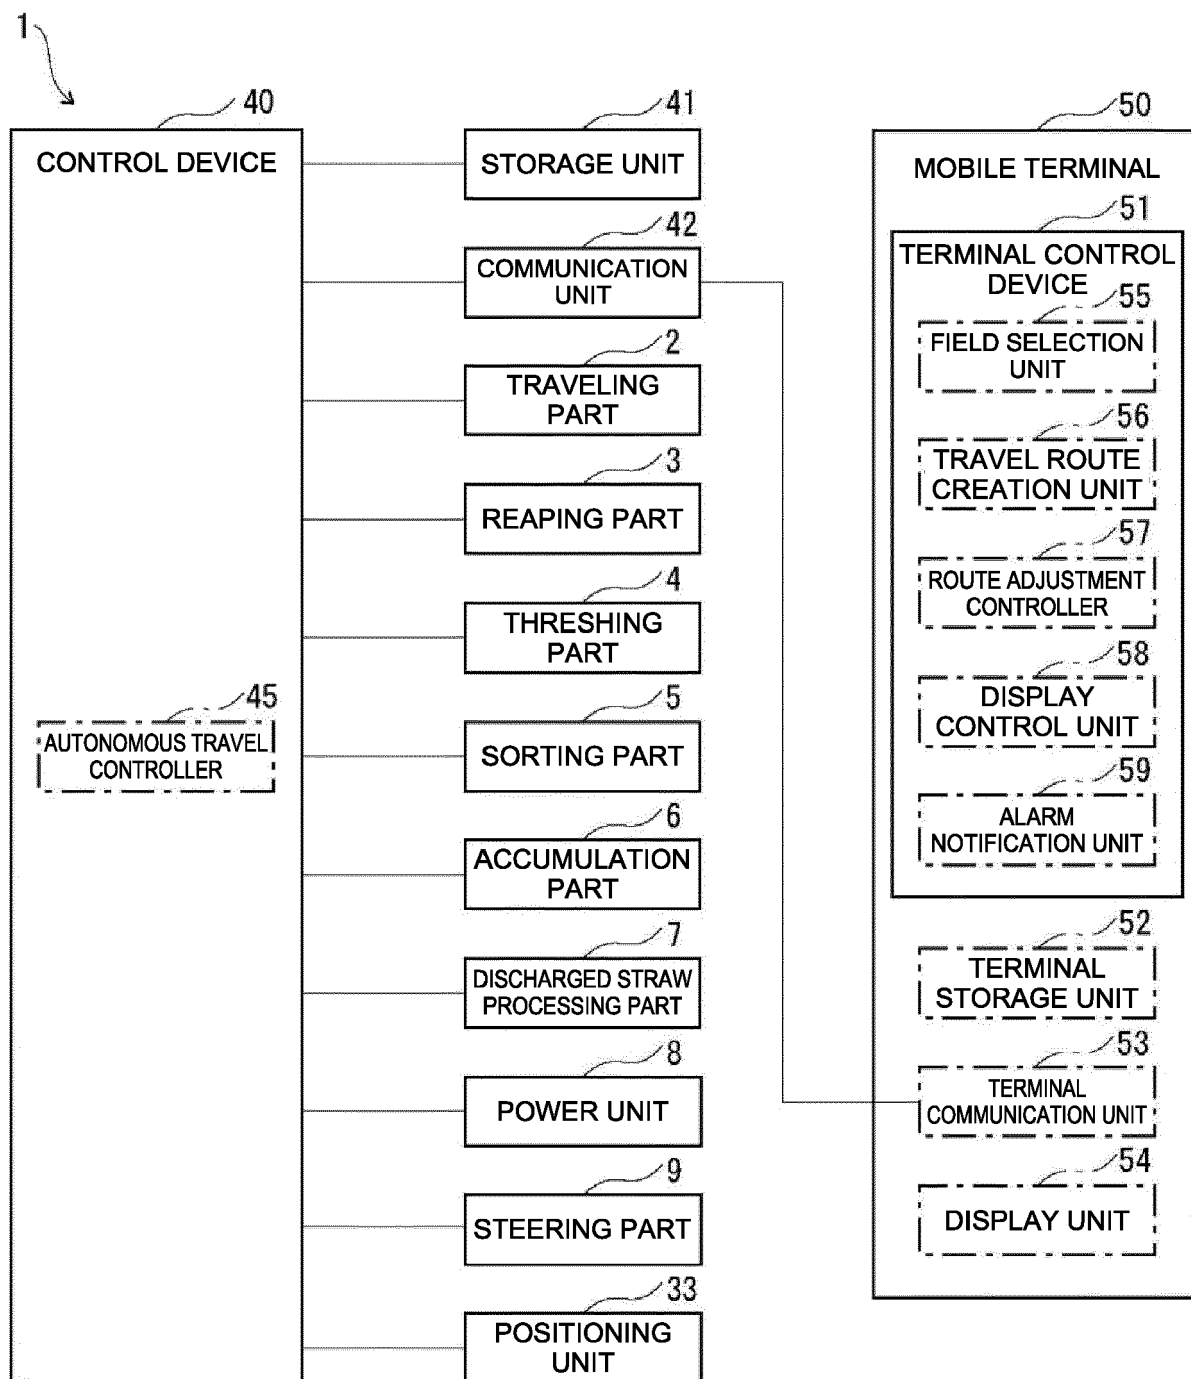 1
40
CONTROL DEVICE
45
AUTONOMOUS TRAVEL
CONTROLLER
41
STORAGE UNIT
42
COMMUNICATION
UNIT
2
TRAVELING
PART
3
REAPING PART
4
THRESHING
PART
5
SORTING PART
6
ACCUMULATION
PART
7
DISCHARGED STRAW
PROCESSING PART
8
POWER UNIT
9
STEERING PART
33
POSITIONING
UNIT
50
MOBILE TERMINAL
51
TERMINAL CONTROL
DEVICE
55
FIELD SELECTION
UNIT
56
TRAVEL ROUTE
CREATION UNIT
57
ROUTE ADJUSTMENT
CONTROLLER
58
DISPLAY
CONTROL UNIT
59
ALARM
NOTIFICATION UNIT
52
TERMINAL
STORAGE UNIT
53
TERMINAL
COMMUNICATION UNIT
54
DISPLAY UNIT